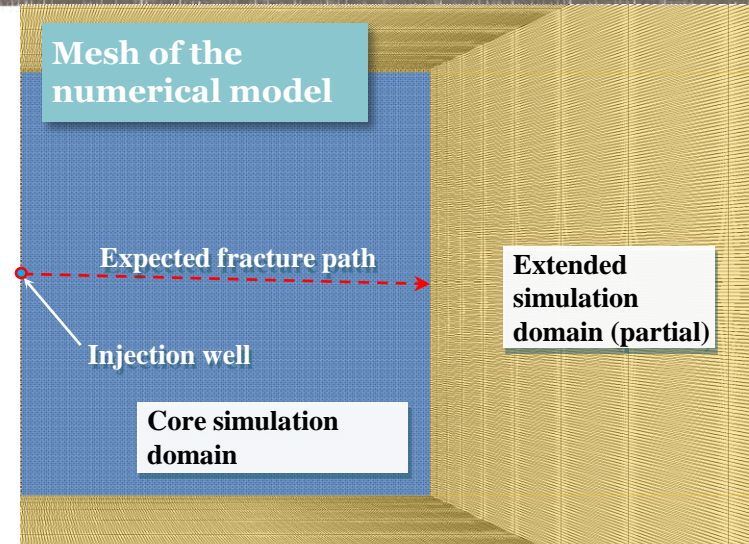 Mesh of the
numerical model
Expected fracture path
Injection well
Core simulation
domain
Extended
simulation
domain (partial)